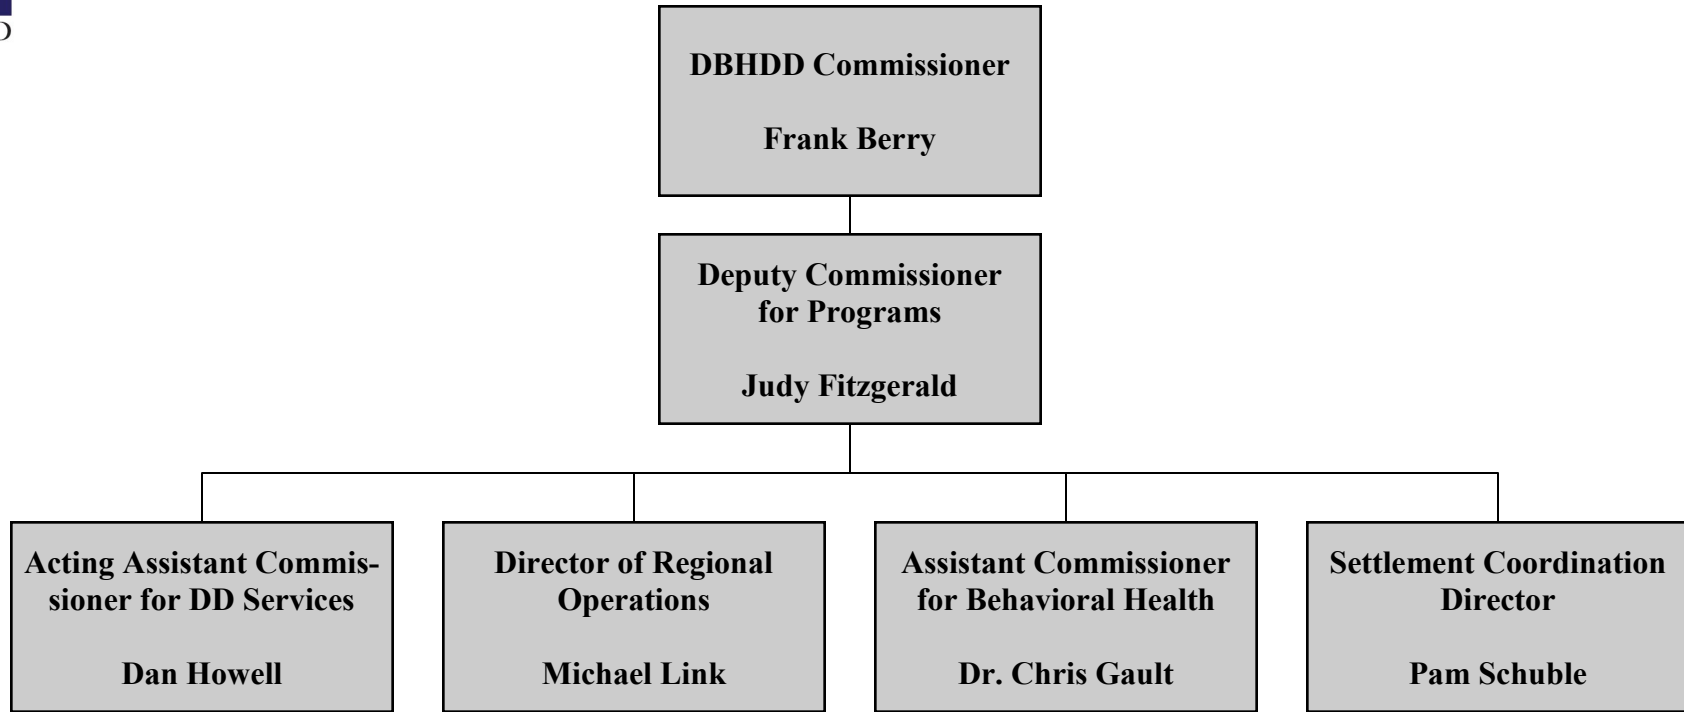 DBHDD Commissioner
Frank Berry
Deputy Commissioner
for Programs
Judy Fitzgerald
Acting Assistant Commis-
sioner for DD Services
Dan Howell
Director of Regional
Operations
Michael Link
Assistant Commissioner
for Behavioral Health
Dr. Chris Gault
Settlement Coordination
Director
Pam Schuble